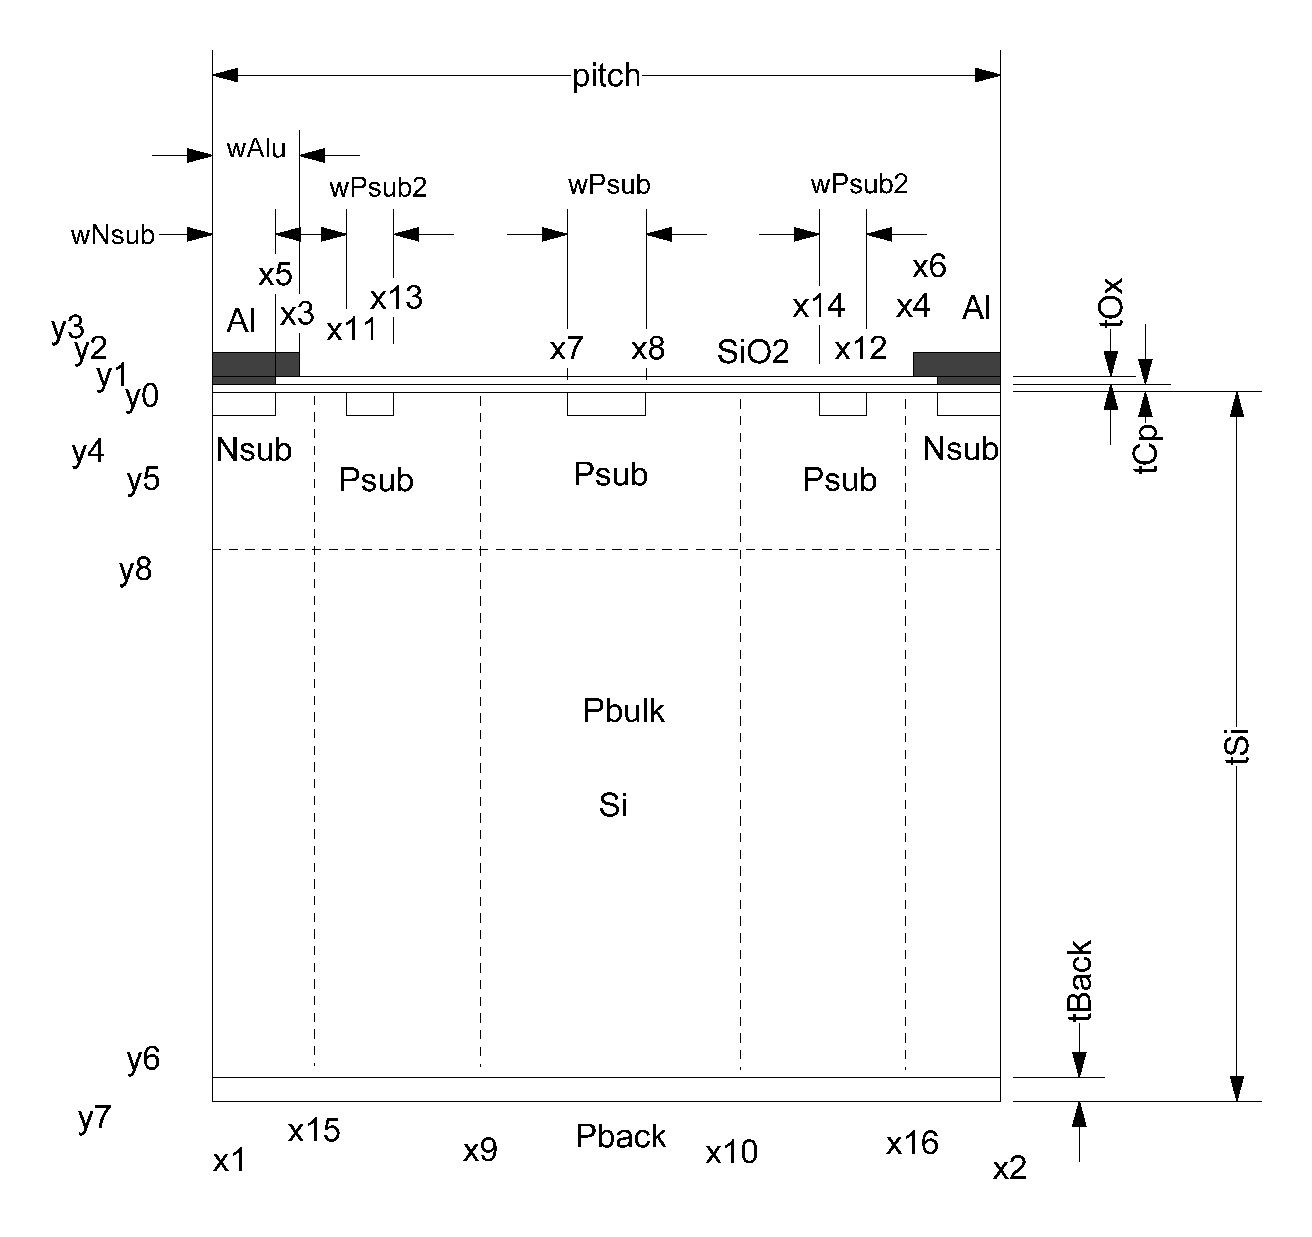 pitch
wAlu
wPsub2
wPsub
wPsub2
wNsub
x5
x6
x13
x3
x14
x4
Al
Al
x11
tOx
y3
y2
x7
x8
SiO2
x12
y1
y0
Nsub
Nsub
y4
tCp
y5
Psub
Psub
Psub
y8
Pbulk
tSi
Si
tBack
y6
y7
x15
Pback
x16
x9
x10
x1
x2